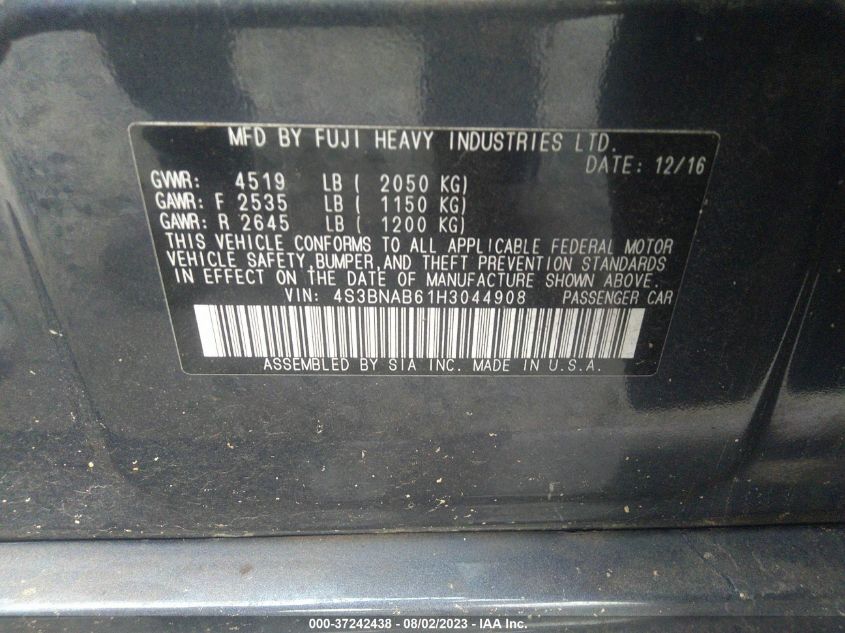 MFD BY FUJI HEAVY INDUSTRIES LTD.
DATE: 12/16
GVWR: 4519 LB ( 2050 KG)
GAWR: F 2535 LB ( 1150 KG)
GAWR: R 2645 LB ( 1200 KG)
THIS VEHICLE CONFORMS TO ALL APPLICABLE FEDERAL MOTOR
VEHICLE SAFETY, BUMPER, AND THEFT PREVENTION STANDARDS
IN EFFECT ON THE DATE OF MANUFACTURE SHOWN ABOVE.
VIN: 4S3BNAB61H3044908 PASSENGER CAR
ASSEMBLED BY SIA INC. MADE IN U.S.A.
000-37242438 - 08/02/2023 - IAA Inc.